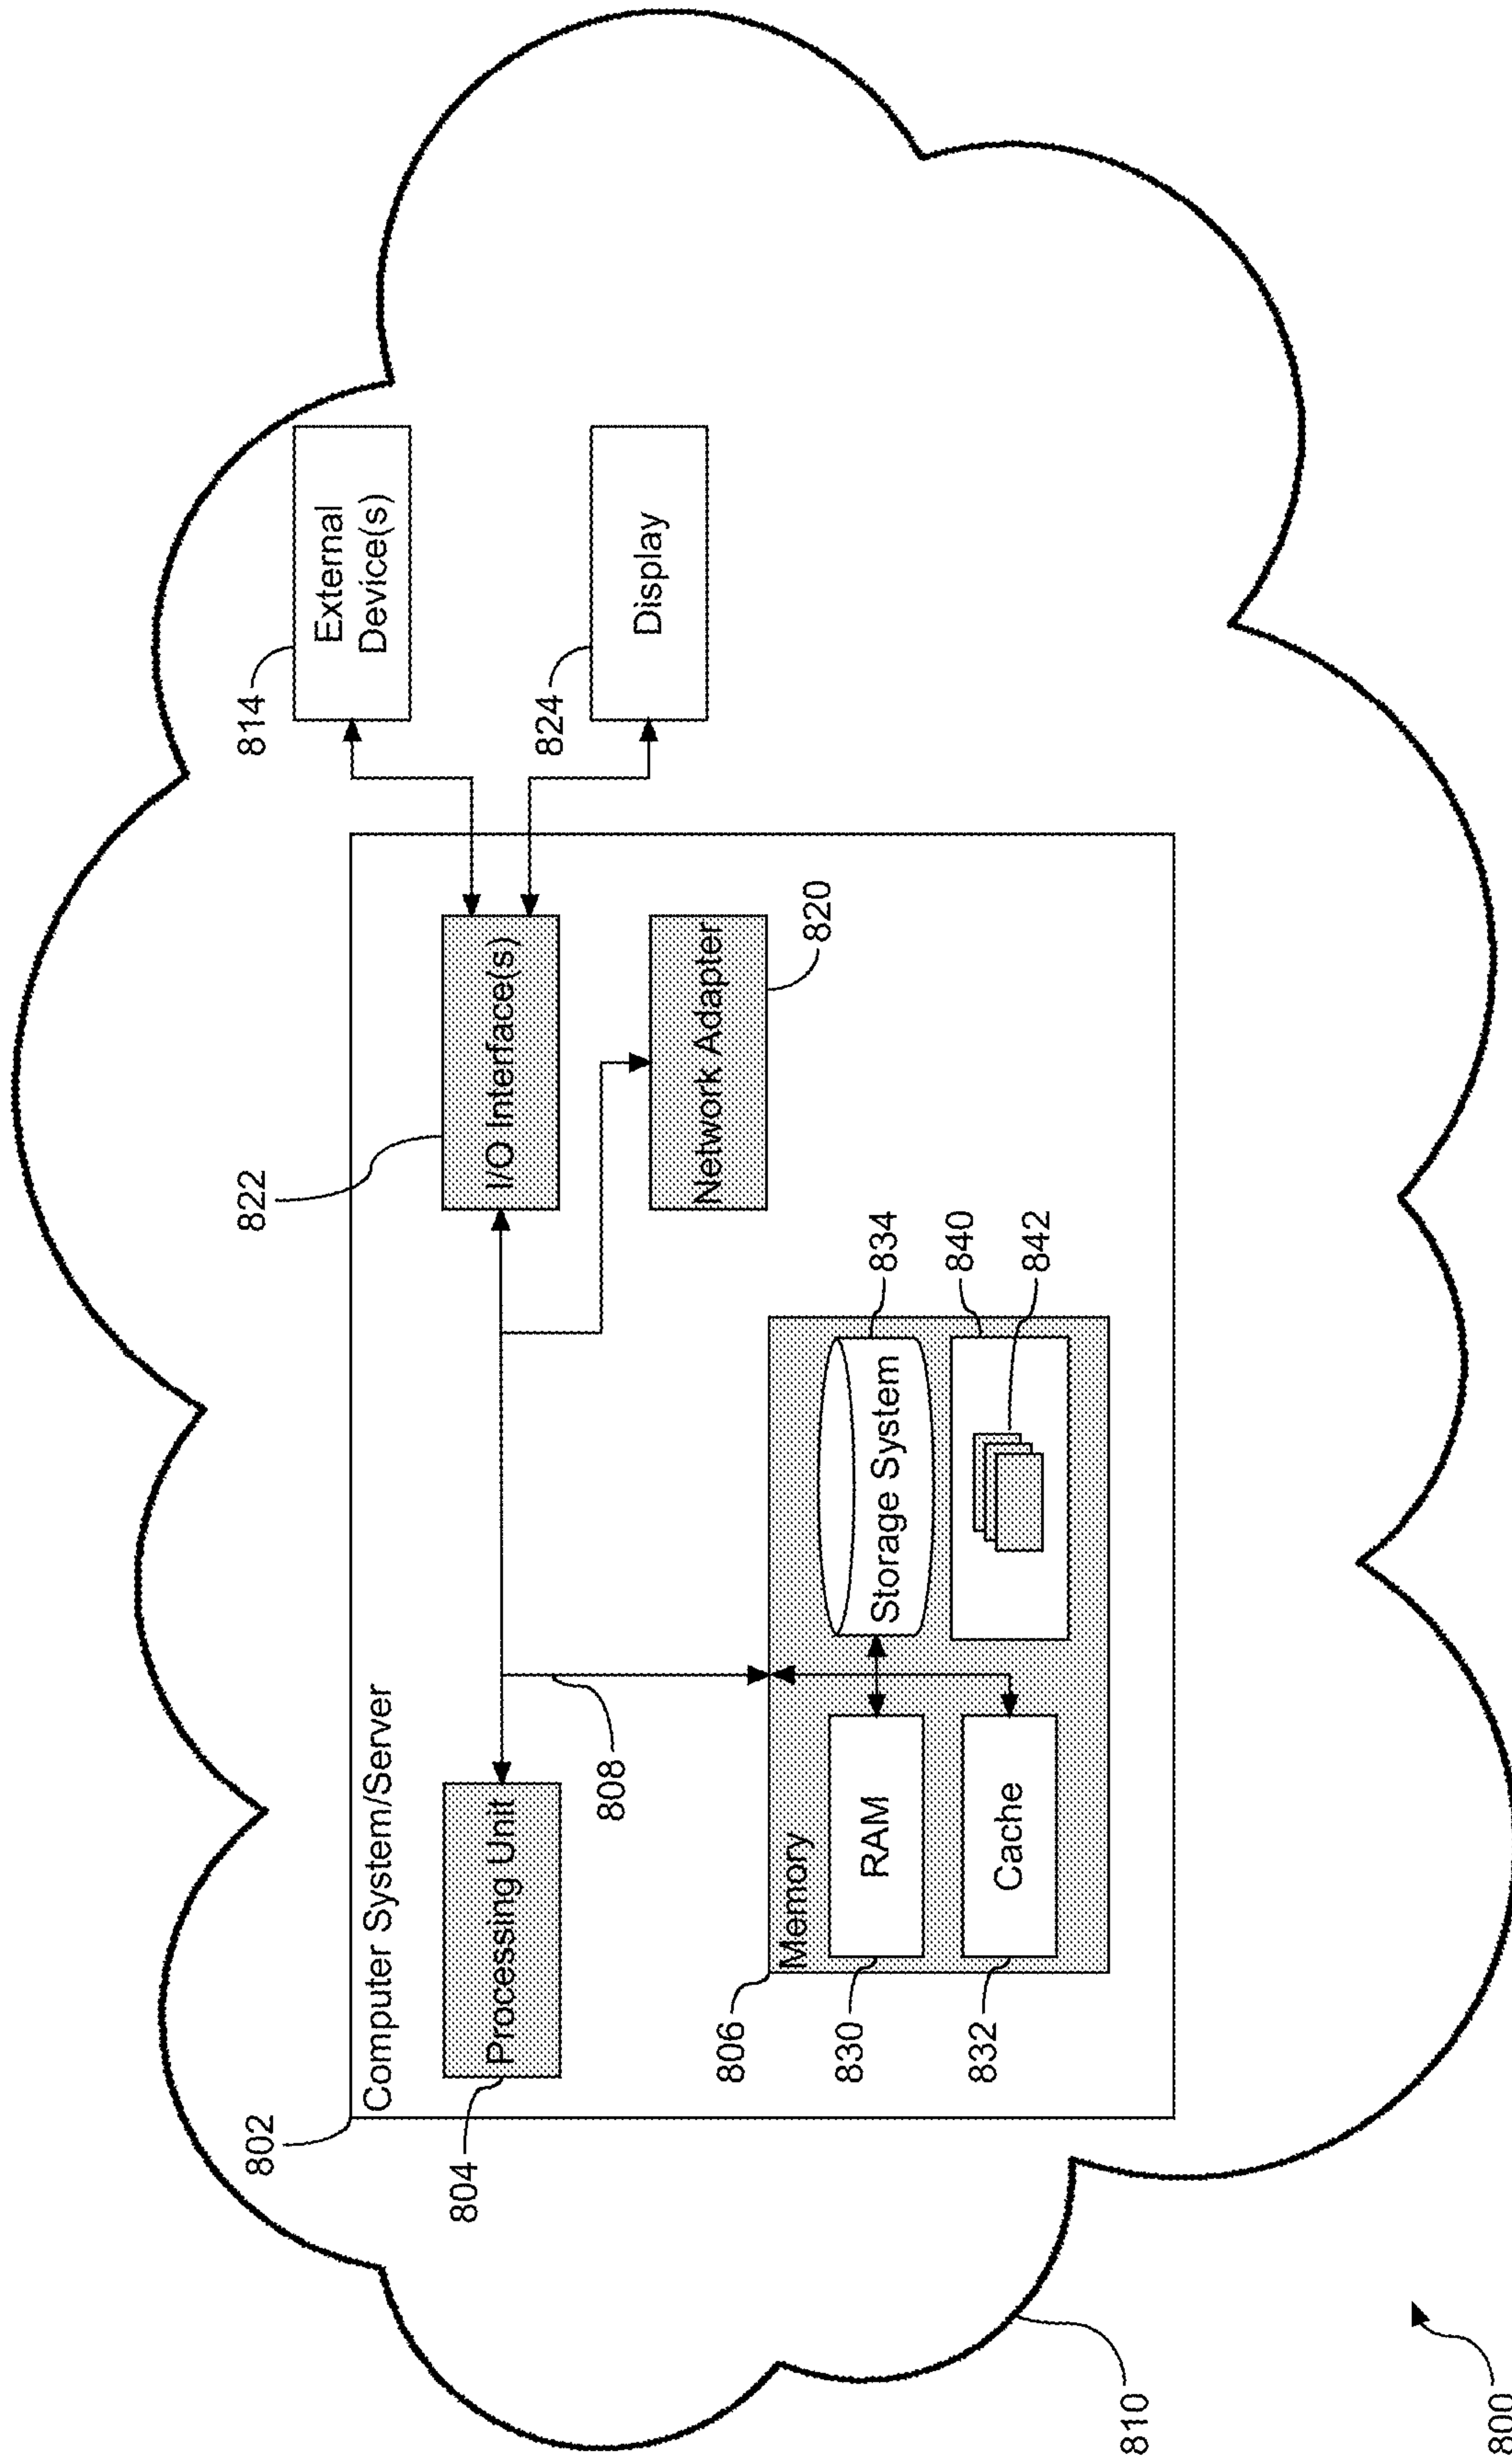 802
Computer System/Server
804
Processing Unit
808
822
I/O Interface(s)
814
External
Device(s)
824
Display
Network Adapter
820
806
Memory
830
RAM
832
Cache
Storage System
834
840
842
810
800